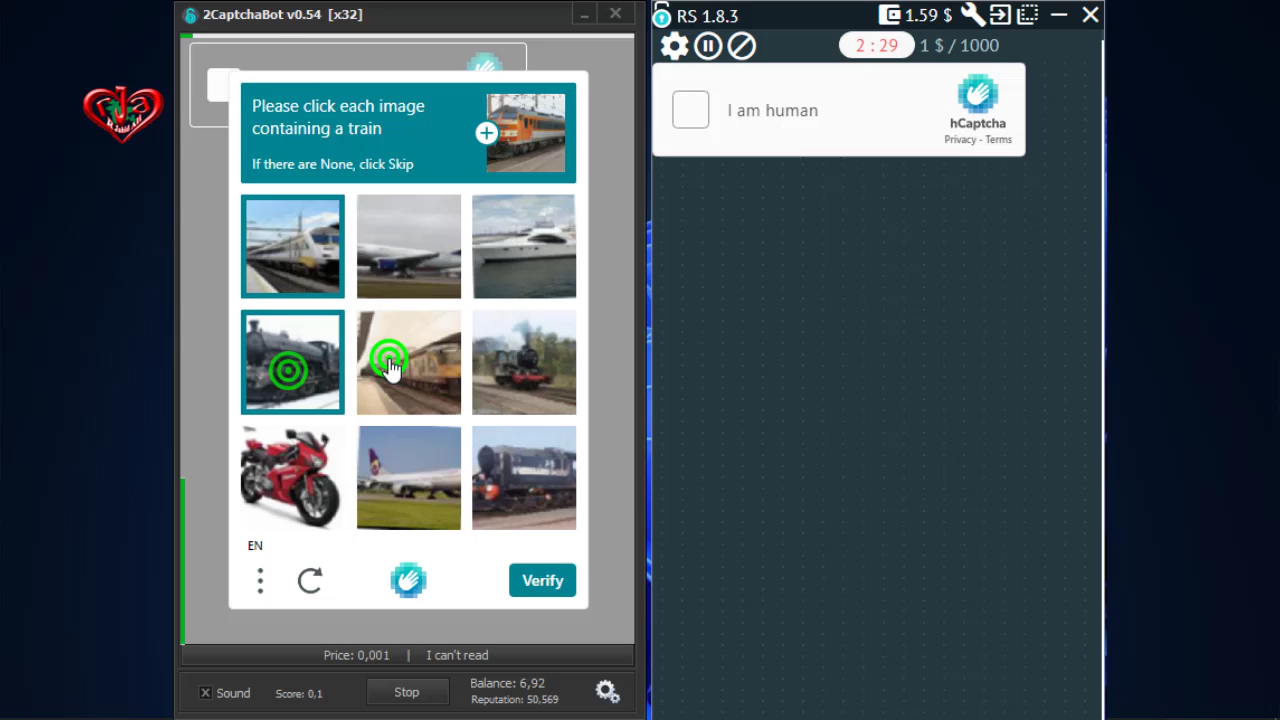 2CaptchaBot v0.54 [x32]
Please click each image
containing a train
If there are None, click Skip
EN
Verify
Price: 0,001 | I can't read
Sound
Score: 0,1
Stop
Balance: 6,92
Reputation: 50,569
RS 1.8.3
1.59 $
2 : 29
1 $ / 1000
I am human
hCaptcha
Privacy - Terms